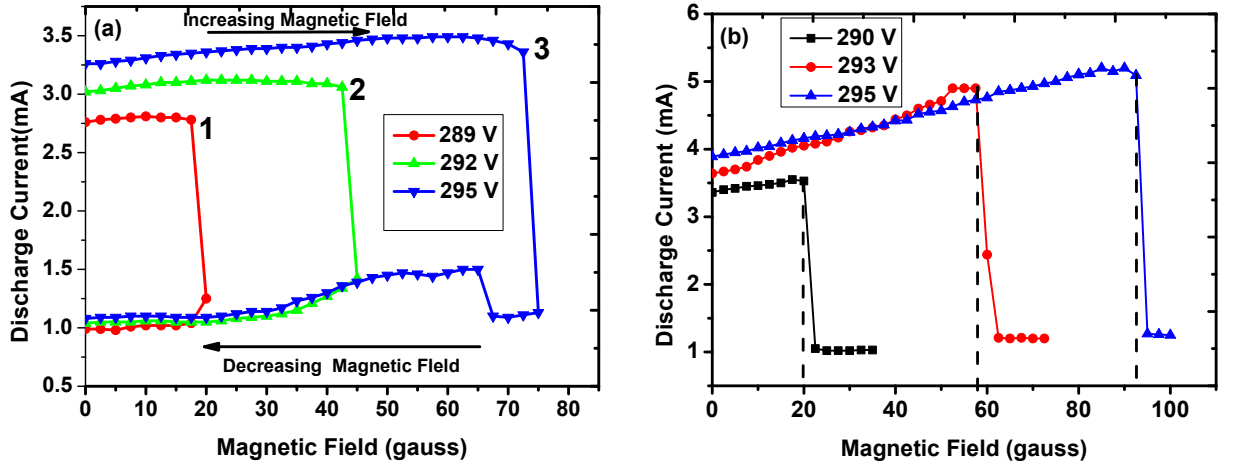 (a)
Increasing Magnetic Field
3.5
3.0
2.5
2.0
1.5
1.0
0.5
Discharge Current(mA)
1
2
3
289 V
292 V
295 V
Decreasing Magnetic Field
0 10 20 30 40 50 60 70 80
Magnetic Field (gauss)
(b)
290 V
293 V
295 V
6
5
4
3
2
1
Discharge Current (mA)
0 20 40 60 80 100
Magnetic Field (gauss)